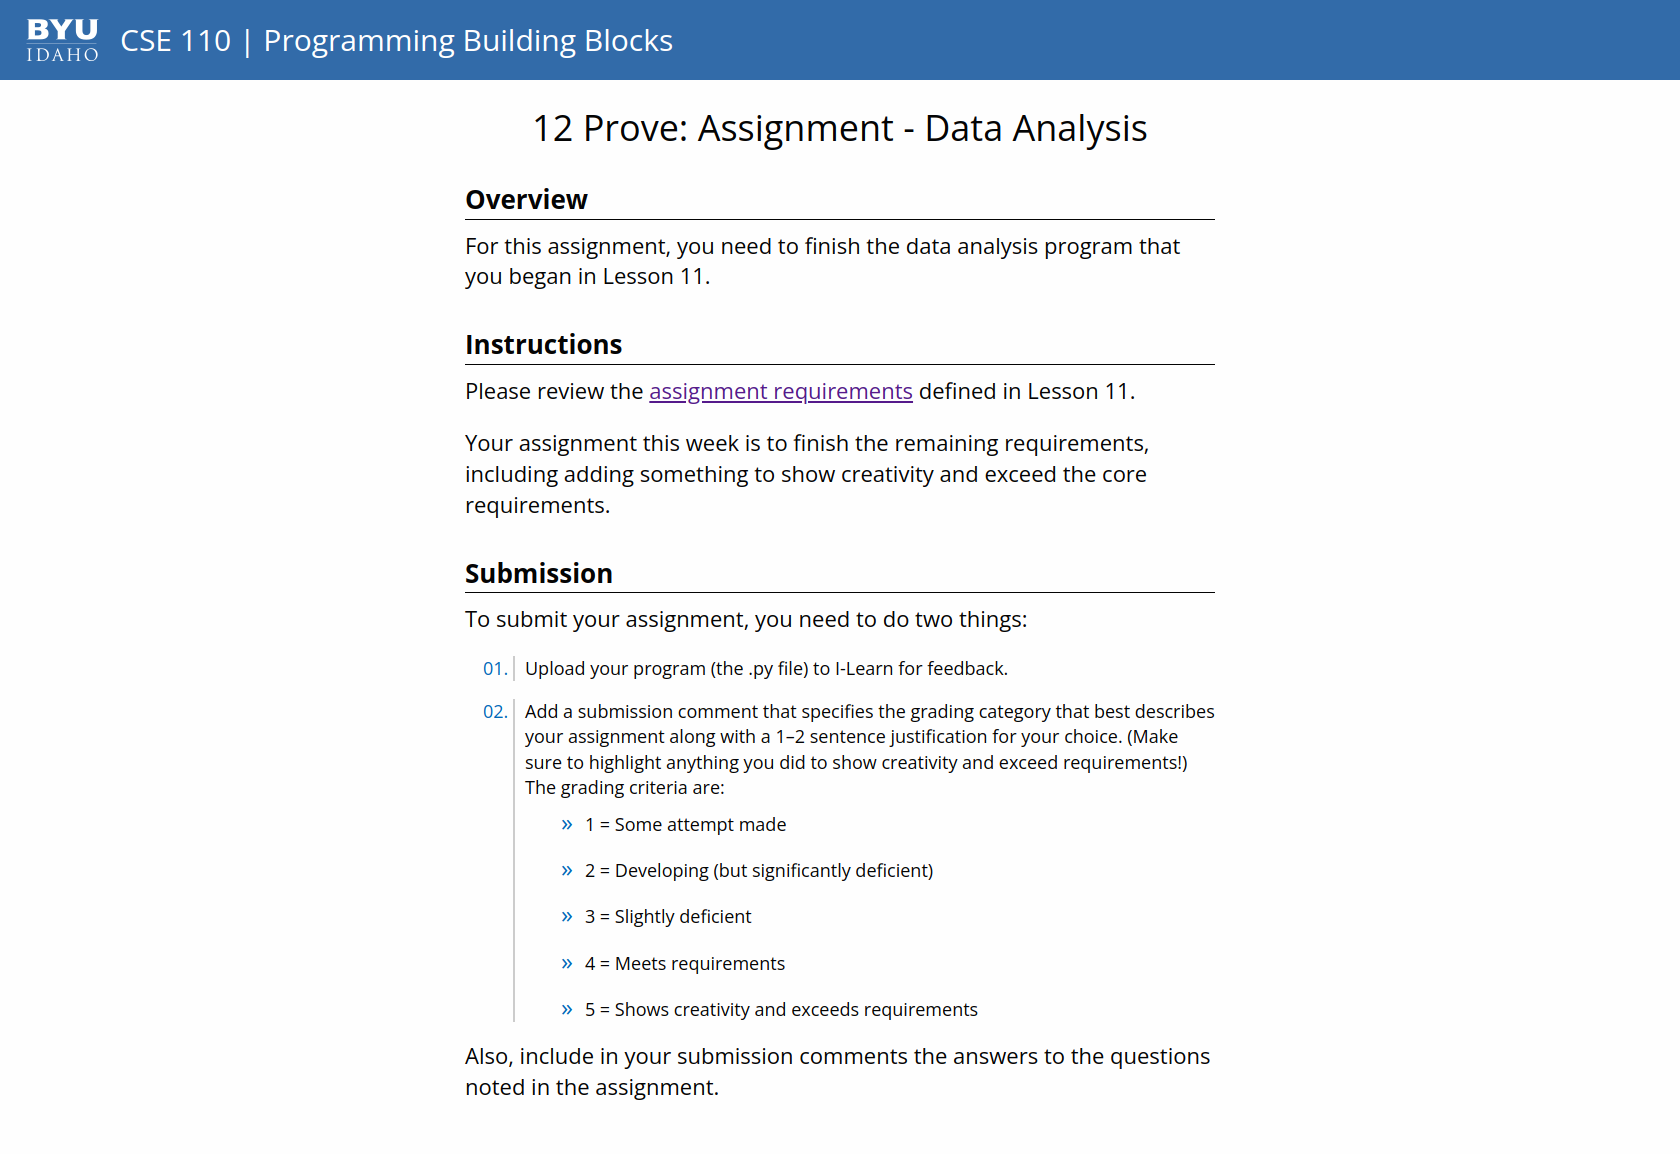 BYU
IDAHO
CSE 110 | Programming Building Blocks
12 Prove: Assignment - Data Analysis
Overview
For this assignment, you need to finish the data analysis program that
you began in Lesson 11.
Instructions
Please review the assignment requirements defined in Lesson 11.
Your assignment this week is to finish the remaining requirements,
including adding something to show creativity and exceed the core
requirements.
Submission
To submit your assignment, you need to do two things:
01. Upload your program (the .py file) to I-Learn for feedback.
02. Add a submission comment that specifies the grading category that best describes
your assignment along with a 1–2 sentence justification for your choice. (Make
sure to highlight anything you did to show creativity and exceed requirements!)
The grading criteria are:
» 1 = Some attempt made
» 2 = Developing (but significantly deficient)
» 3 = Slightly deficient
» 4 = Meets requirements
» 5 = Shows creativity and exceeds requirements
Also, include in your submission comments the answers to the questions
noted in the assignment.